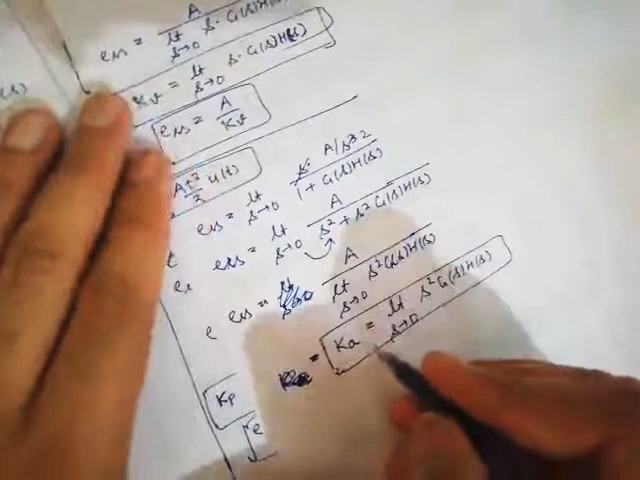 ess = A / lt s→0 s·G(s)H(s)
Kv = lt s→0 s·G(s)H(s)
ess = A/Kv
At²/2 u(t)
ess = lt s→0 s· A/s³ / 1+G(s)H(s)
ess = lt s→0 A / s²+s²G(s)H(s)
ess = A / lt s→0 s²G(s)H(s)
= Ka = lt s→0 s²G(s)H(s)
Kp
e